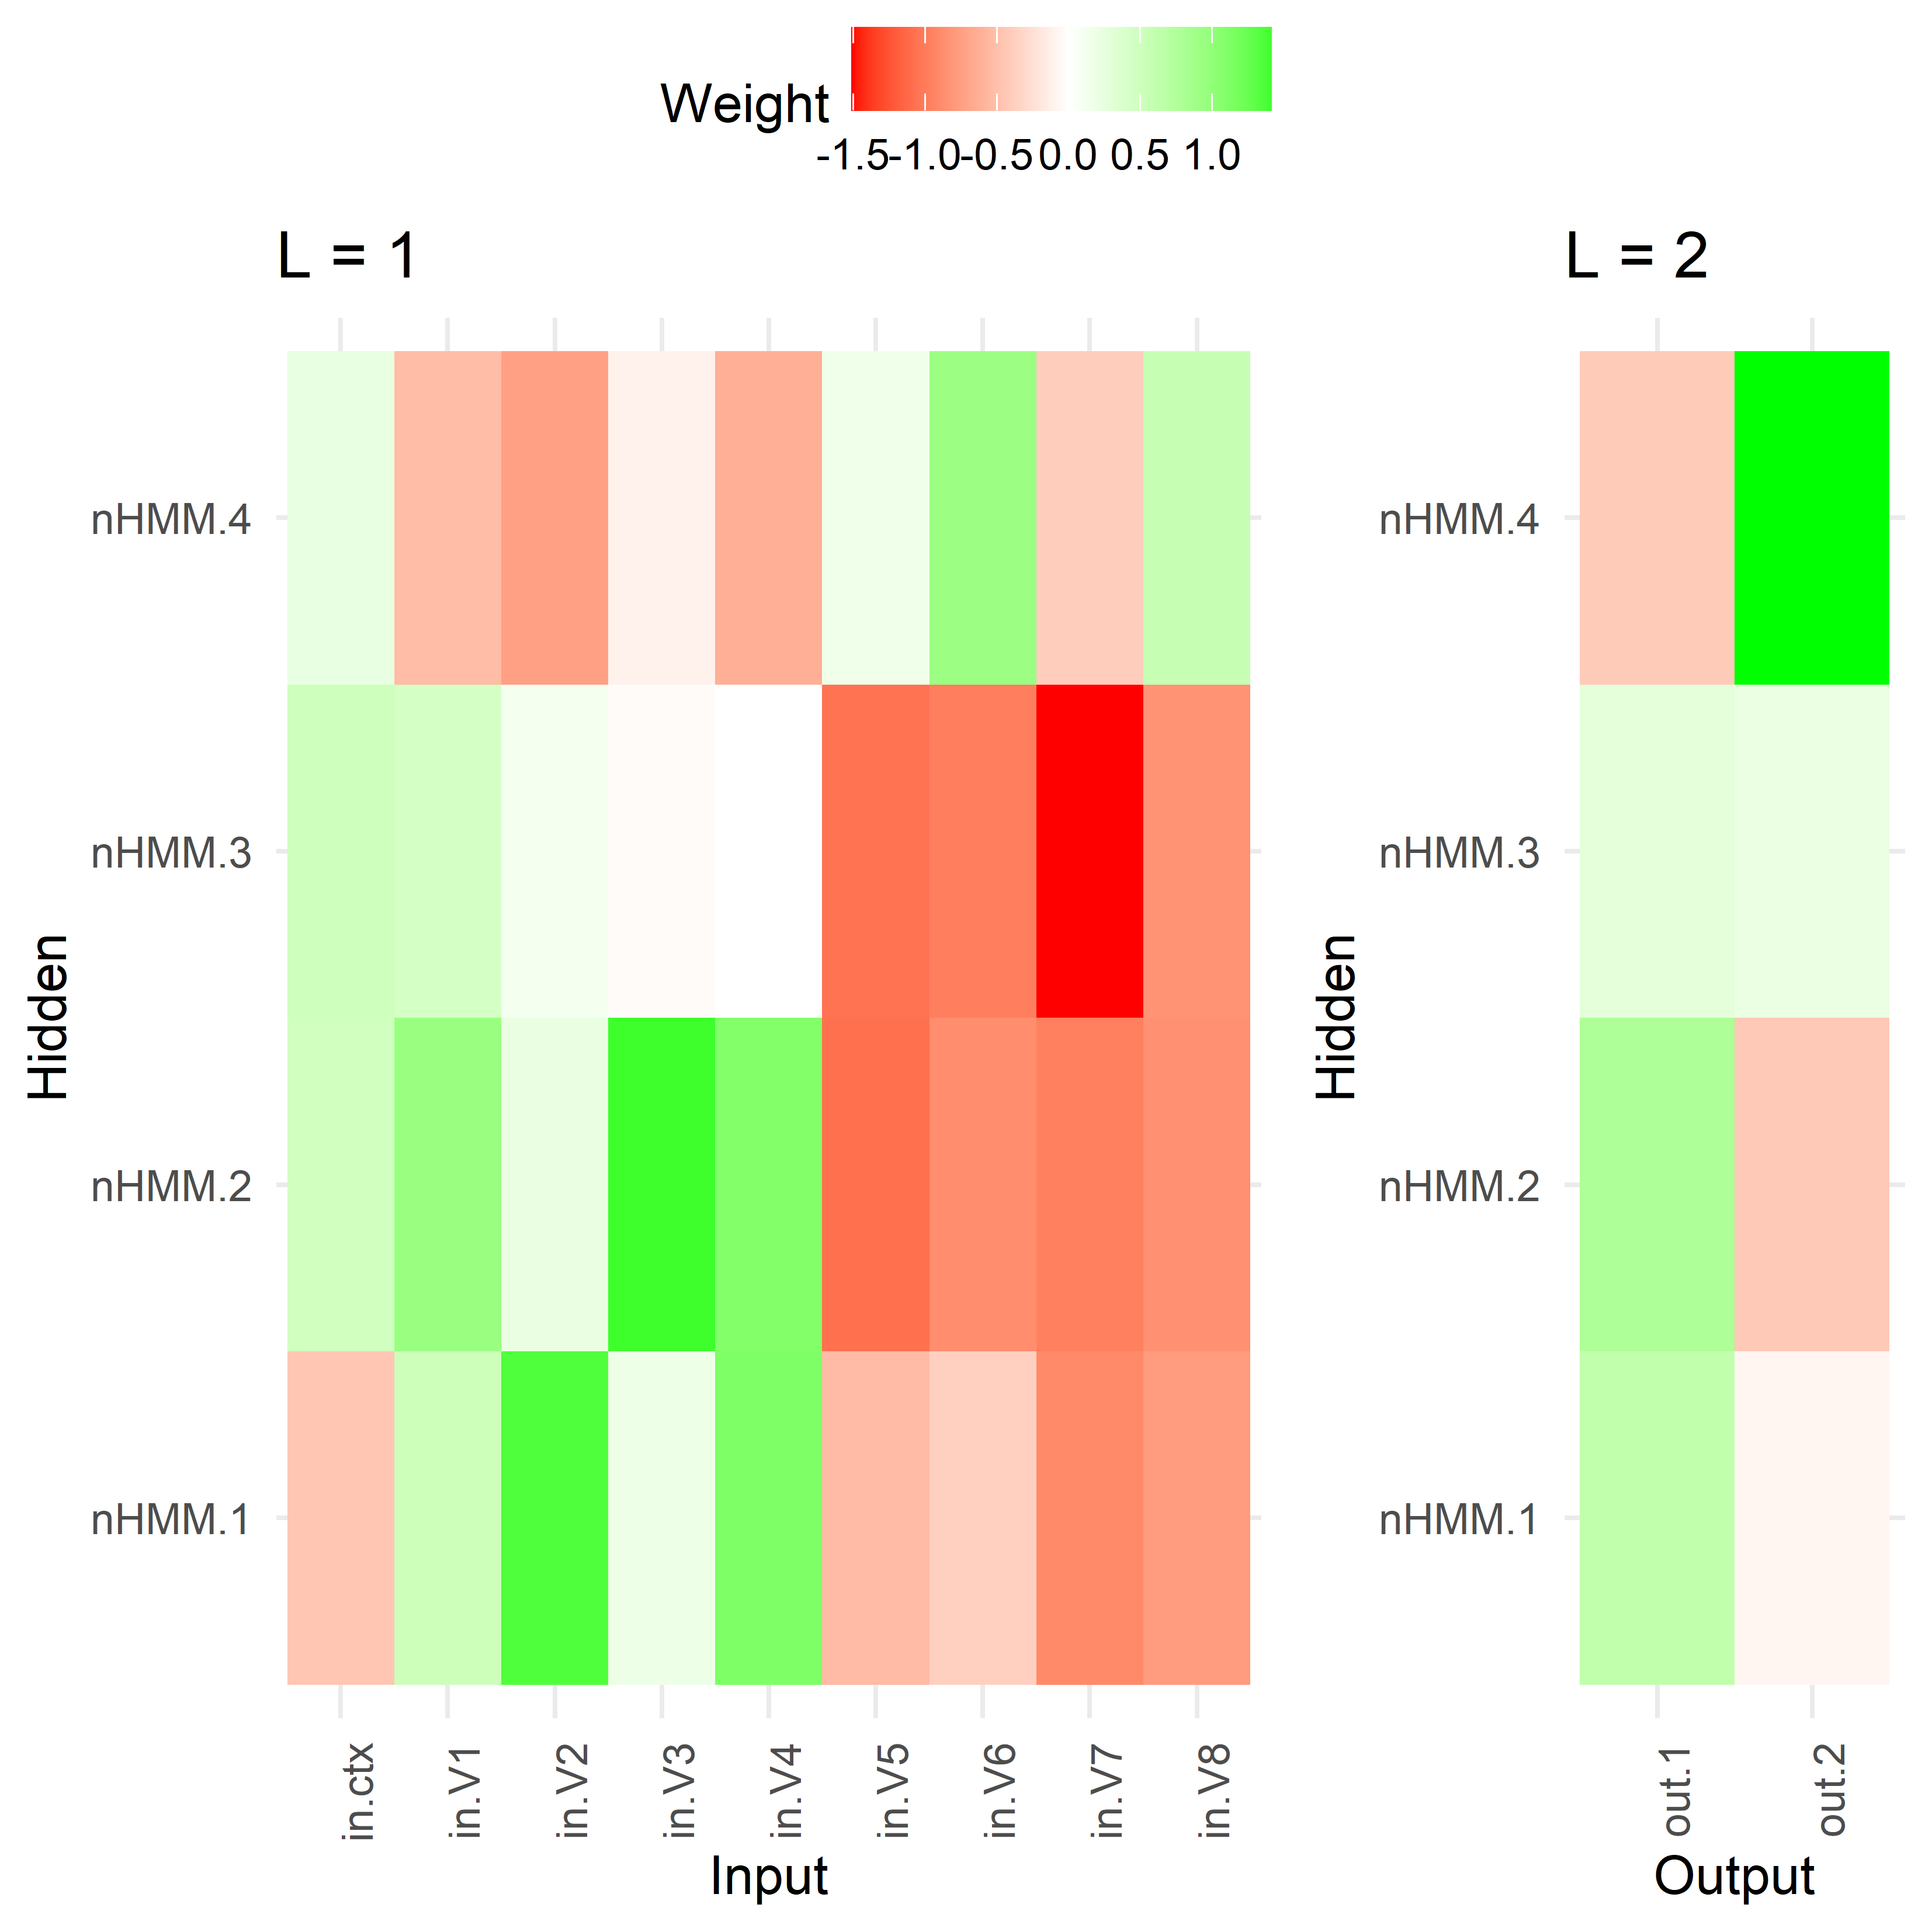 Weight
-1.5 -1.0 -0.5 0.0 0.5 1.0
L = 1
L = 2
nHMM.4
nHMM.3
nHMM.2
nHMM.1
Hidden
in.ctx in.V1 in.V2 in.V3 in.V4 in.V5 in.V6 in.V7 in.V8
Input
nHMM.4
nHMM.3
nHMM.2
nHMM.1
Hidden
out.1 out.2
Output